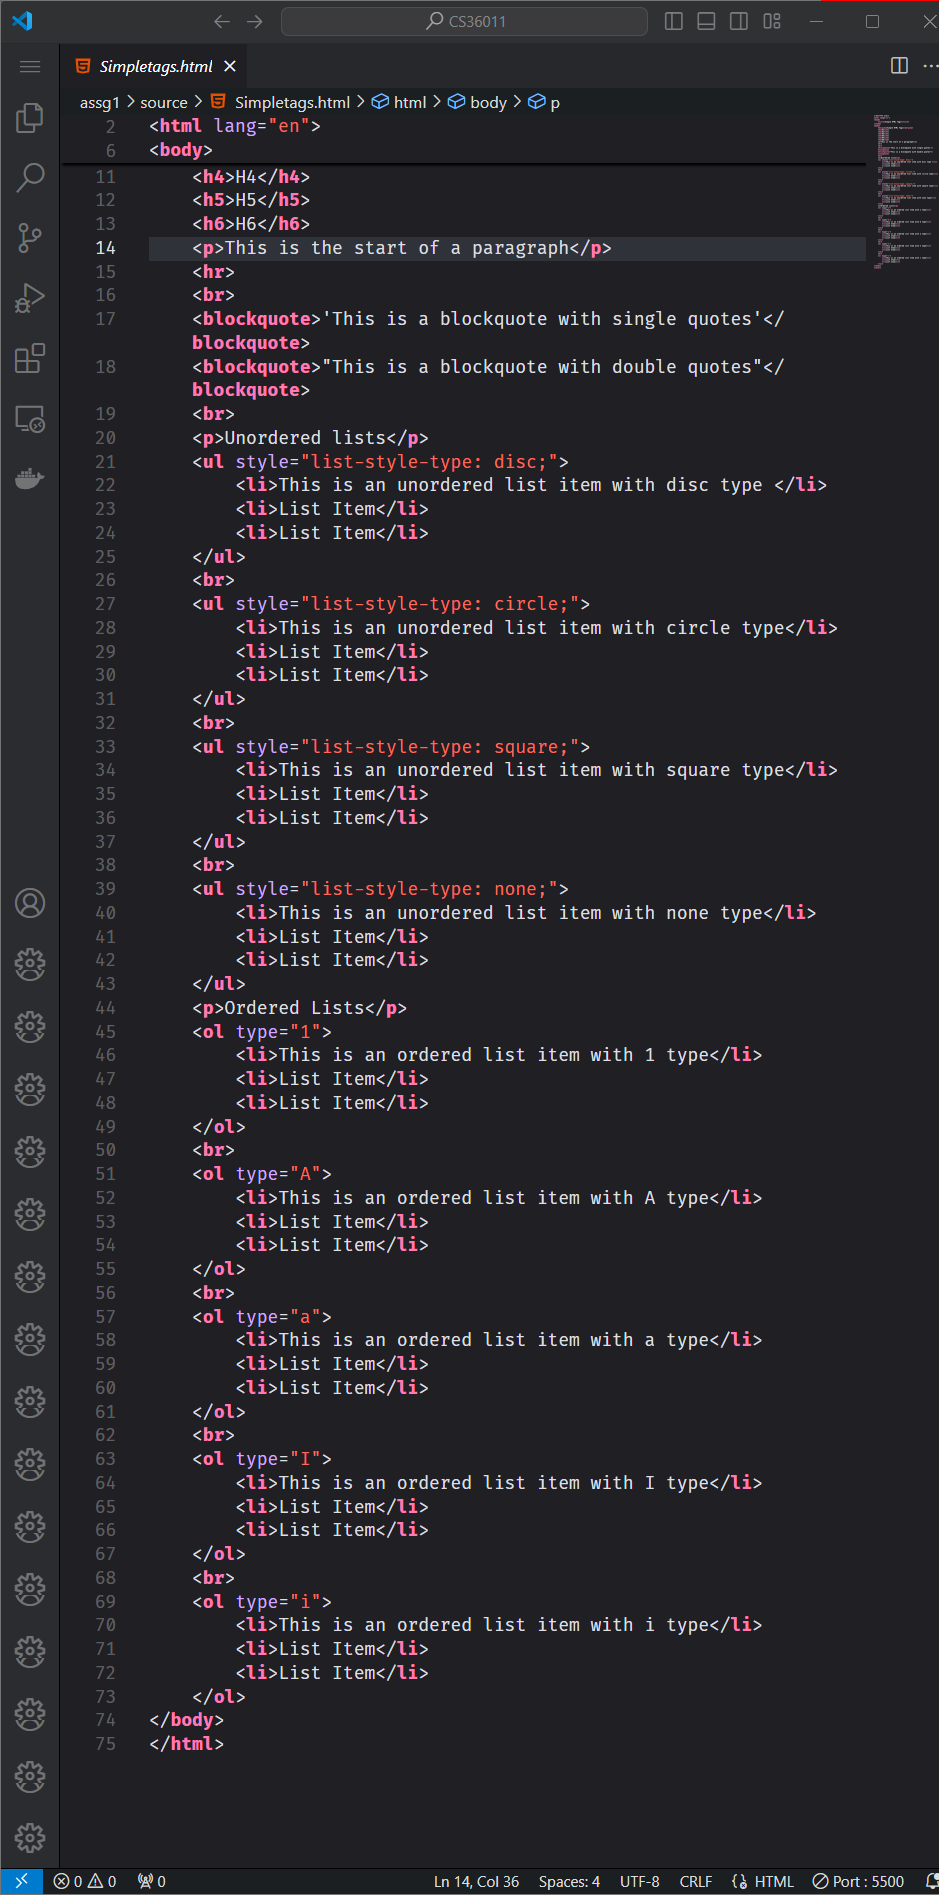 CS36011
Simpletags.html
assg1 > source > Simpletags.html > html > body > p
2 <html lang="en">
6 <body>
11 <h4>H4</h4>
12 <h5>H5</h5>
13 <h6>H6</h6>
14 <p>This is the start of a paragraph</p>
15 <hr>
16 <br>
17 <blockquote>'This is a blockquote with single quotes'</
blockquote>
18 <blockquote>"This is a blockquote with double quotes"</
blockquote>
19 <br>
20 <p>Unordered lists</p>
21 <ul style="list-style-type: disc;">
22 <li>This is an unordered list item with disc type </li>
23 <li>List Item</li>
24 <li>List Item</li>
25 </ul>
26 <br>
27 <ul style="list-style-type: circle;">
28 <li>This is an unordered list item with circle type</li>
29 <li>List Item</li>
30 <li>List Item</li>
31 </ul>
32 <br>
33 <ul style="list-style-type: square;">
34 <li>This is an unordered list item with square type</li>
35 <li>List Item</li>
36 <li>List Item</li>
37 </ul>
38 <br>
39 <ul style="list-style-type: none;">
40 <li>This is an unordered list item with none type</li>
41 <li>List Item</li>
42 <li>List Item</li>
43 </ul>
44 <p>Ordered Lists</p>
45 <ol type="1">
46 <li>This is an ordered list item with 1 type</li>
47 <li>List Item</li>
48 <li>List Item</li>
49 </ol>
50 <br>
51 <ol type="A">
52 <li>This is an ordered list item with A type</li>
53 <li>List Item</li>
54 <li>List Item</li>
55 </ol>
56 <br>
57 <ol type="a">
58 <li>This is an ordered list item with a type</li>
59 <li>List Item</li>
60 <li>List Item</li>
61 </ol>
62 <br>
63 <ol type="I">
64 <li>This is an ordered list item with I type</li>
65 <li>List Item</li>
66 <li>List Item</li>
67 </ol>
68 <br>
69 <ol type="i">
70 <li>This is an ordered list item with i type</li>
71 <li>List Item</li>
72 <li>List Item</li>
73 </ol>
74 </body>
75 </html>
0 0 0 Ln 14, Col 36 Spaces: 4 UTF-8 CRLF HTML Port : 5500